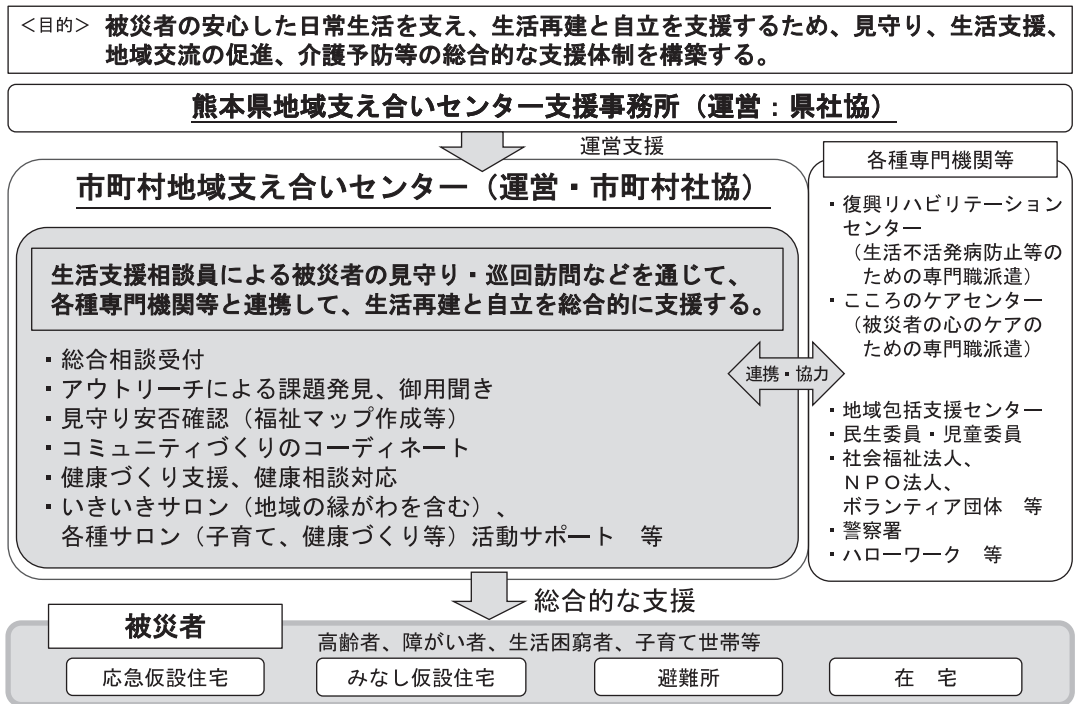 ＜目的＞ 被災者の安心した日常生活を支え、生活再建と自立を支援するため、見守り、生活支援、
地域交流の促進、介護予防等の総合的な支援体制を構築する。
熊本県地域支え合いセンター支援事務所（運営：県社協）
運営支援
市町村地域支え合いセンター（運営・市町村社協）
生活支援相談員による被災者の見守り・巡回訪問などを通じて、
各種専門機関等と連携して、生活再建と自立を総合的に支援する。
・総合相談受付
・アウトリーチによる課題発見、御用聞き
・見守り安否確認（福祉マップ作成等）
・コミュニティづくりのコーディネート
・健康づくり支援、健康相談対応
・いきいきサロン（地域の縁がわを含む）、
各種サロン（子育て、健康づくり等）活動サポート　等
連携・協力
各種専門機関等
・復興リハビリテーション
センター
（生活不活発病防止等の
ための専門職派遣）
・こころのケアセンター
（被災者の心のケアの
ための専門職派遣）
・地域包括支援センター
・民生委員・児童委員
・社会福祉法人、
ＮＰＯ法人、
ボランティア団体　等
・警察署
・ハローワーク　等
総合的な支援
被災者
高齢者、障がい者、生活困窮者、子育て世帯等
応急仮設住宅
みなし仮設住宅
避難所
在　宅